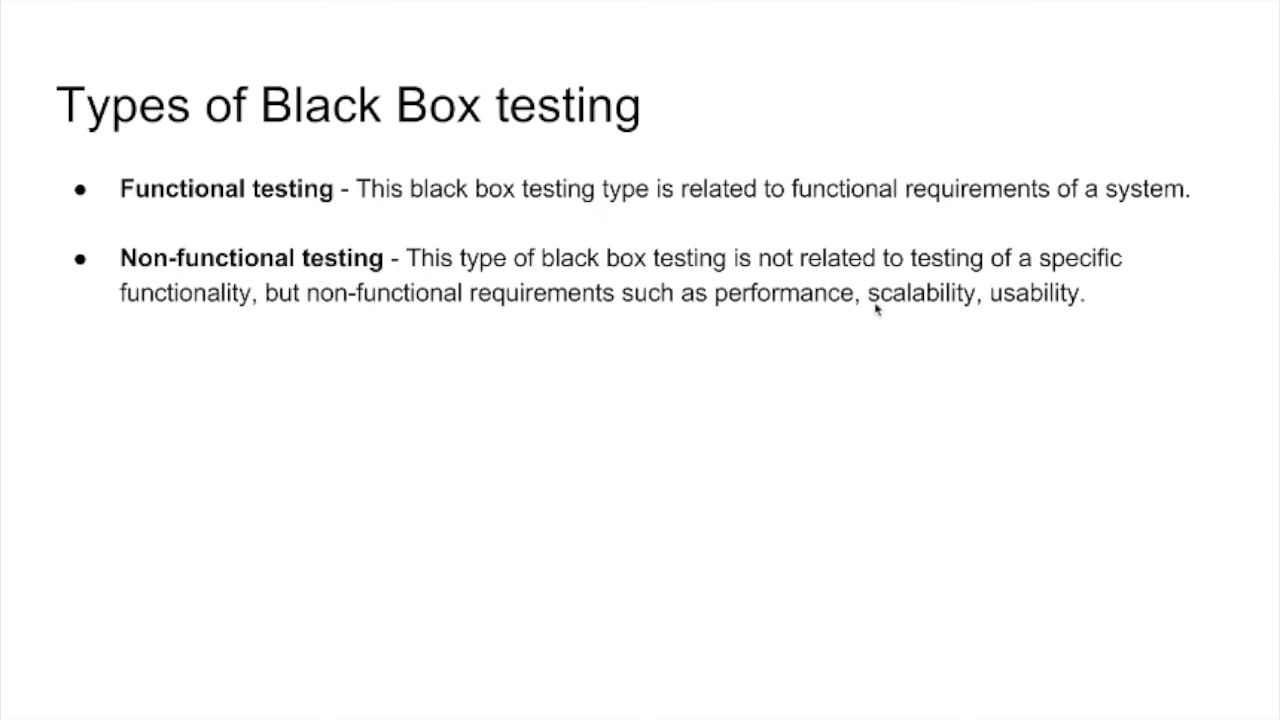 Types of Black Box testing
● Functional testing - This black box testing type is related to functional requirements of a system.
● Non-functional testing - This type of black box testing is not related to testing of a specific
functionality, but non-functional requirements such as performance, scalability, usability.